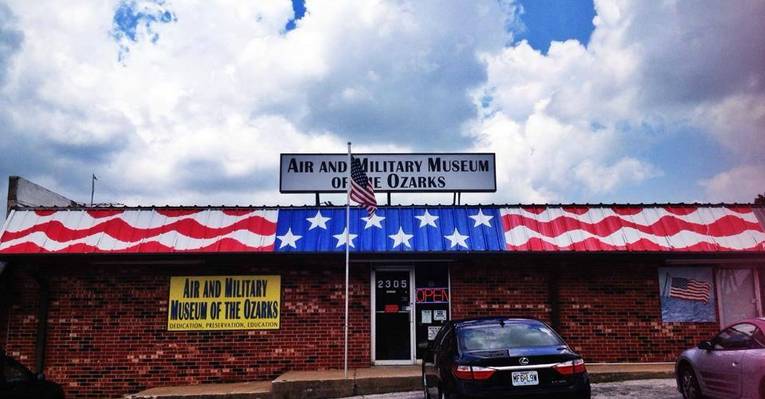 AIR AND MILITARY MUSEUM
OF THE OZARKS
AIR AND MILITARY
MUSEUM OF THE OZARKS
DEDICATION, PRESERVATION, EDUCATION
2305
OPEN